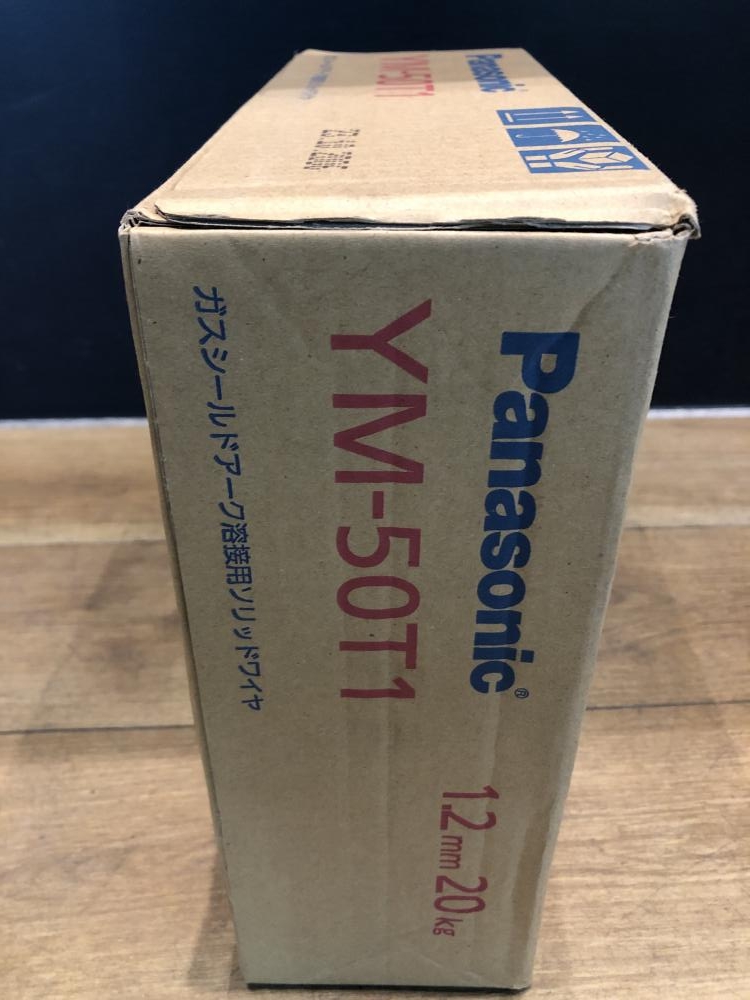 Panasonic
YM-50T1
Panasonic®
1.2mm 20kg
YM-50T1
ガスシールドアーク溶接用ソリッドワイヤ